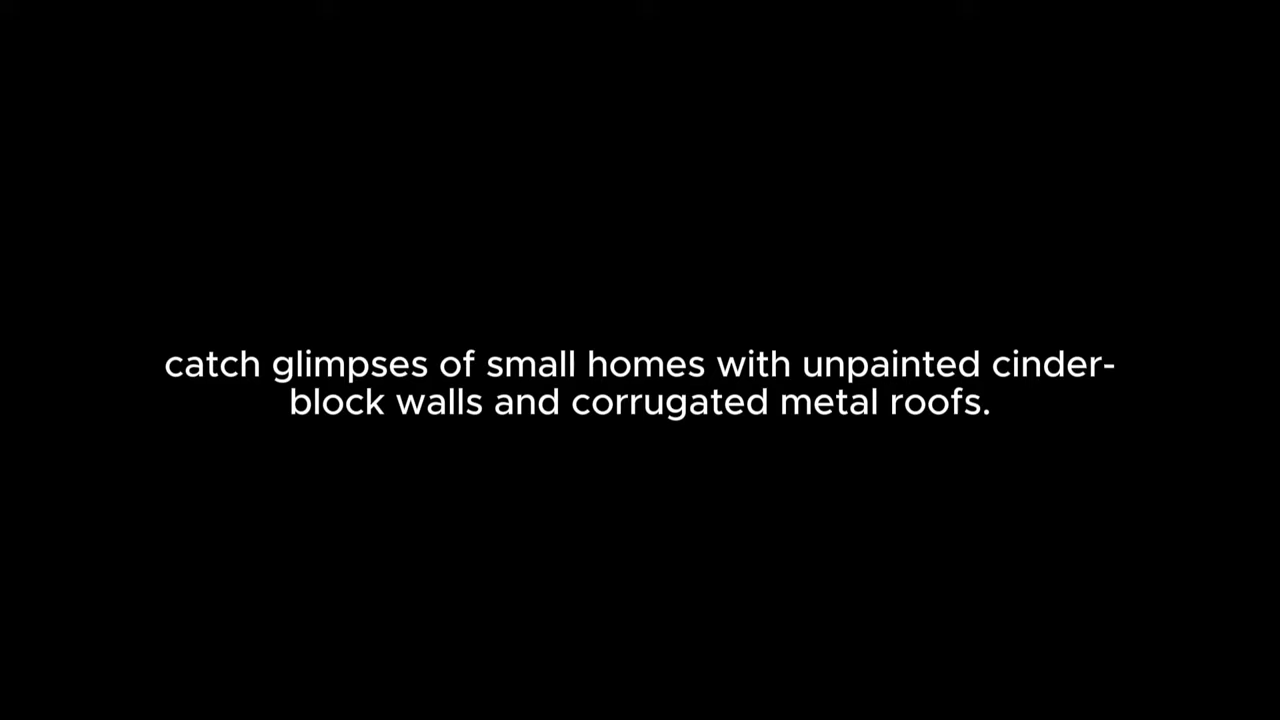 catch glimpses of small homes with unpainted cinder-
block walls and corrugated metal roofs.